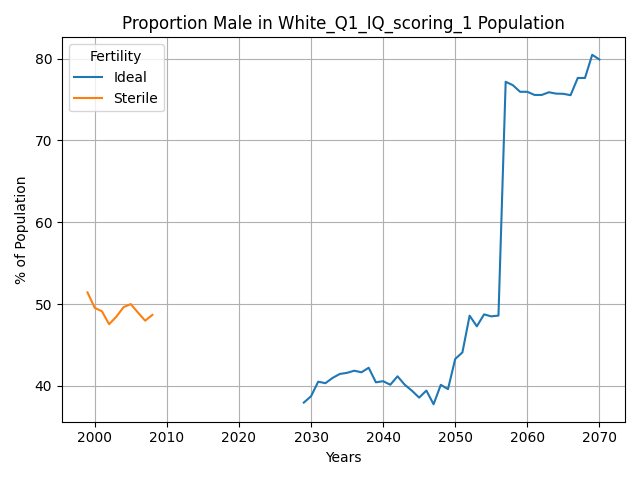 Proportion Male in White_Q1_IQ_scoring_1 Population
Fertility
Ideal
Sterile
% of Population
80
70
60
50
40
2000 2010 2020 2030 2040 2050 2060 2070
Years